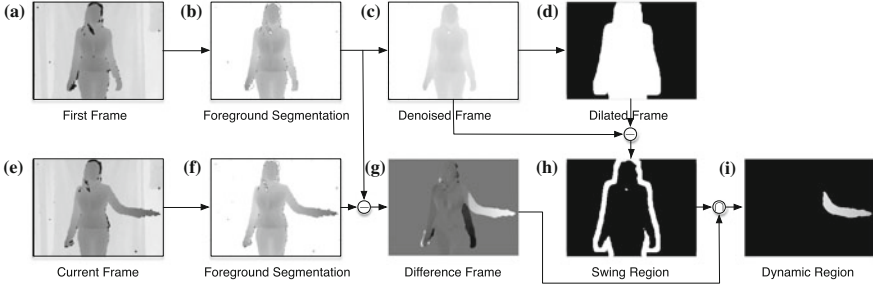 (a)
(b)
(c)
(d)
First Frame
Foreground Segmentation
Denoised Frame
Dilated Frame
(e)
(f)
(g)
(h)
(i)
Current Frame
Foreground Segmentation
Difference Frame
Swing Region
Dynamic Region